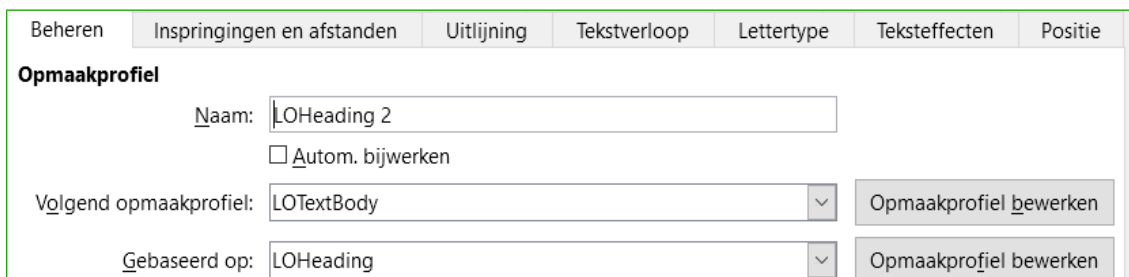 Beheren Inspringingen en afstanden Uitlijning Tekstverloop Lettertype Teksteffecten Positie
Opmaakprofiel
Naam: LOHeading 2
Autom. bijwerken
Volgend opmaakprofiel: LOTextBody Opmaakprofiel bewerken
Gebaseerd op: LOHeading Opmaakprofiel bewerken